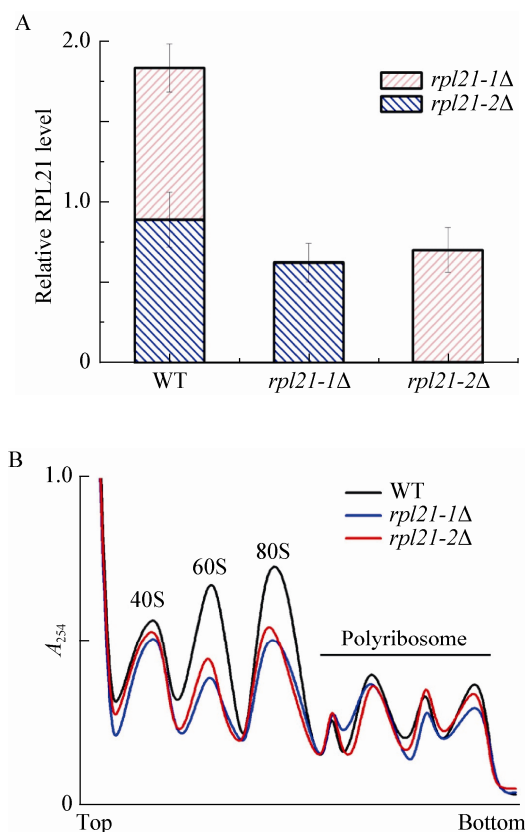 A
2.0
1.0
0
Relative RPL21 level
rpl21-1Δ
rpl21-2Δ
WT rpl21-1Δ rpl21-2Δ
B
1.0
0
A254
WT
rpl21-1Δ
rpl21-2Δ
40S
60S
80S
Polyribosome
Top Bottom